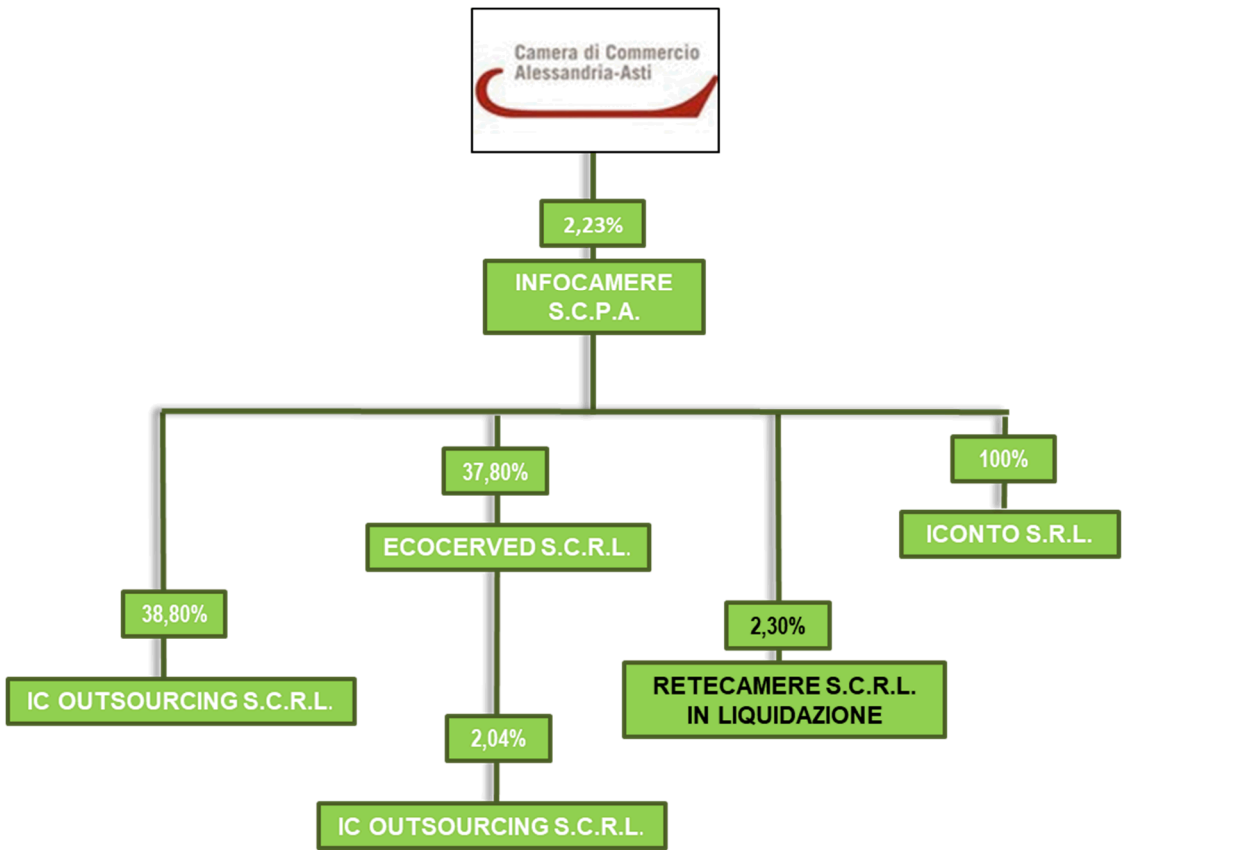 Camera di Commercio
Alessandria-Asti
2,23%
INFOCAMERE
S.C.P.A.
37,80%
100%
ECOCERVED S.C.R.L.
ICONTO S.R.L.
38,80%
2,30%
IC OUTSOURCING S.C.R.L.
RETECAMERE S.C.R.L.
IN LIQUIDAZIONE
2,04%
IC OUTSOURCING S.C.R.L.